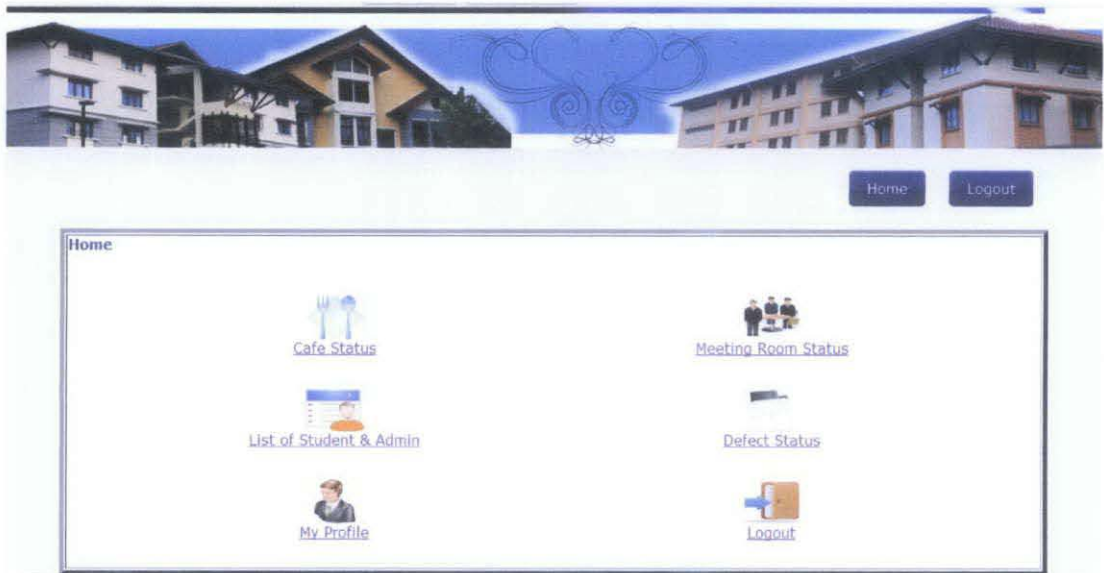 Home Logout
Home
Cafe Status Meeting Room Status
List of Student & Admin Defect Status
My Profile Logout